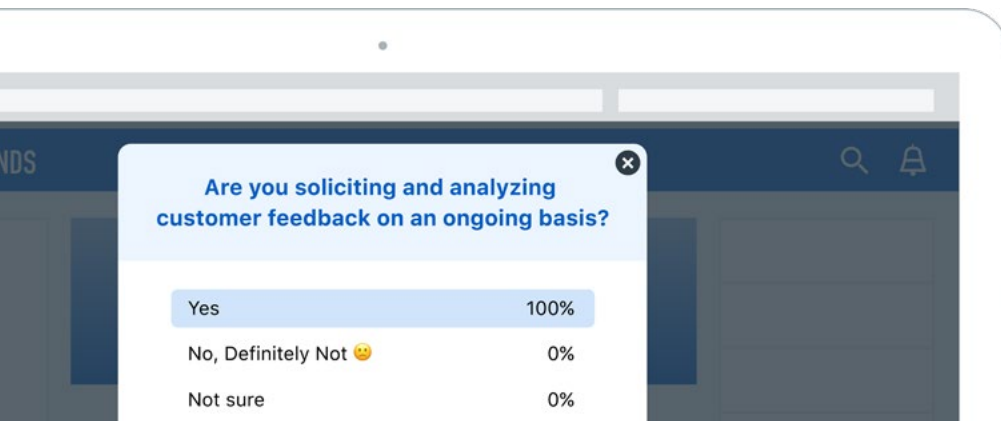 NDS
Are you soliciting and analyzing
customer feedback on an ongoing basis?
Yes 100%
No, Definitely Not 🙁 0%
Not sure 0%